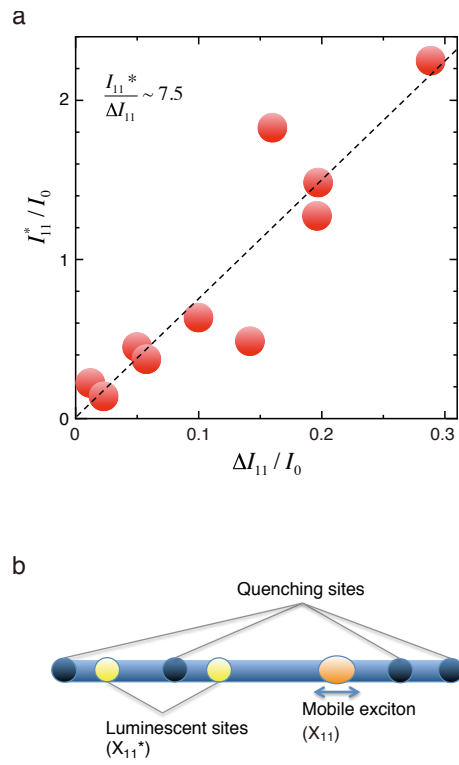 a
I₁₁*
ΔI₁₁
~ 7.5
2
1
0
I*₁₁ / I₀
0
0.1
0.2
0.3
ΔI₁₁ / I₀
b
Quenching sites
Luminescent sites
(X₁₁*)
Mobile exciton
(X₁₁)